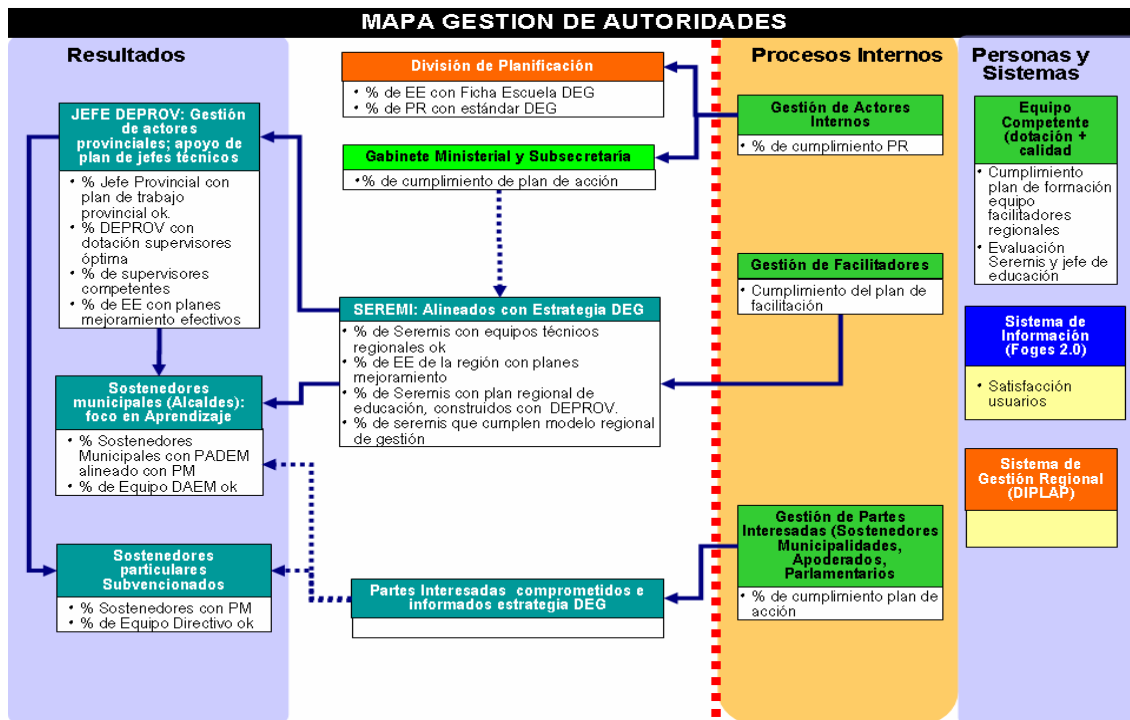 MAPA GESTION DE AUTORIDADES
Resultados
JEFE DEPROV: Gestión
de actores
provinciales; apoyo de
plan de jefes técnicos
• % Jefe Provincial con
plan de trabajo
provincial ok.
• % DEPROV con
dotación supervisores
óptima
• % de supervisores
competentes
• % de EE con planes
mejoramiento efectivos
Sostenedores
municipales (Alcaldes):
foco en Aprendizaje
• % Sostenedores
Municipales con PADEM
alineado con PM
• % de Equipo DAEM ok
Sostenedores
particulares
Subvencionados
• % Sostenedores con PM
• % de Equipo Directivo ok
División de Planificación
• % de EE con Ficha Escuela DEG
• % de PR con estándar DEG
Gabinete Ministerial y Subsecretaría
• % de cumplimiento de plan de acción
SEREMI: Alineados con Estrategia DEG
• % de Seremis con equipos técnicos
regionales ok
• % de EE de la región con planes
mejoramiento
• % de Seremis con plan regional de
educación, construidos con DEPROV.
• % de seremis que cumplen modelo regional
de gestión
Partes Interesadas comprometidos e
informados estrategia DEG
Procesos Internos
Gestión de Actores
Internos
• % de cumplimiento PR
Gestión de Facilitadores
• Cumplimiento del plan de
facilitación
Gestión de Partes
Interesadas (Sostenedores
Municipalidades,
Apoderados,
Parlamentarios
• % de cumplimiento plan de
acción
Personas y
Sistemas
Equipo
Competente
(dotación +
calidad
• Cumplimiento
plan de formación
equipo
facilitadores
regionales
• Evaluación
Seremis y jefe de
educación
Sistema de
Información
(Foges 2.0)
• Satisfacción
usuarios
Sistema de
Gestión Regional
(DIPLAP)